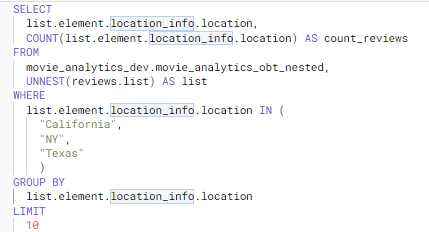 SELECT
  list.element.location_info.location,
  COUNT(list.element.location_info.location) AS count_reviews
FROM
  movie_analytics_dev.movie_analytics_obt_nested,
  UNNEST(reviews.list) AS list
WHERE
  list.element.location_info.location IN (
    "California",
    "NY",
    "Texas"
    )
GROUP BY
  list.element.location_info.location
LIMIT
  10